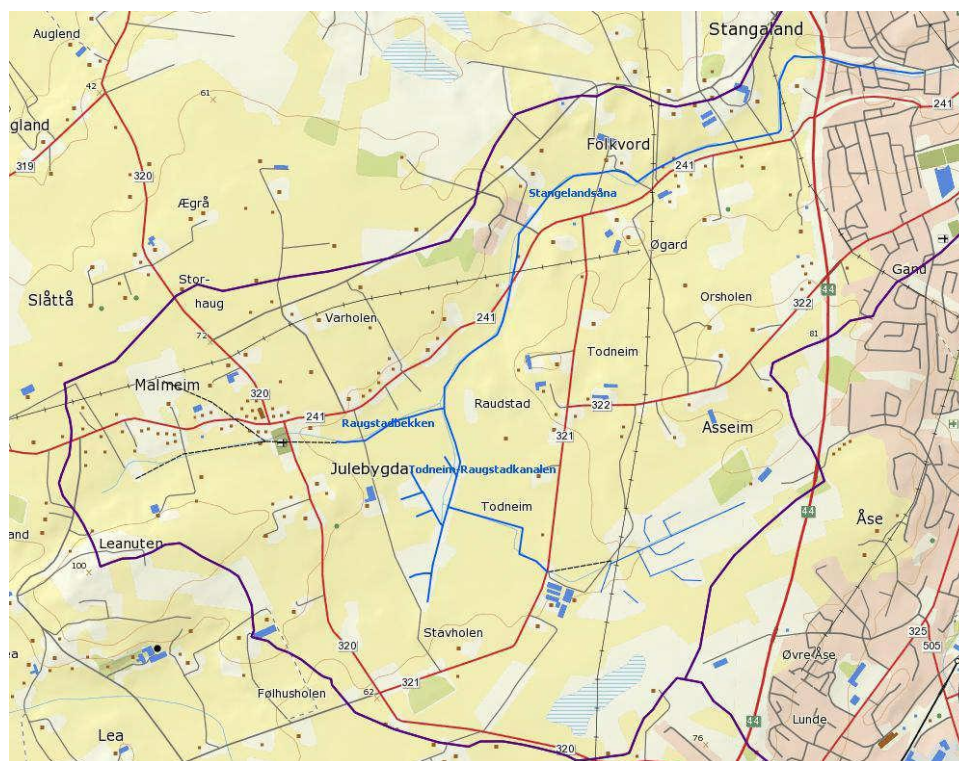 Auglend
Stangaland
42
61
gland
319
320
241
Folkvord
241
Stangelandsåna
Ægrå
Øgard
Gand
Stor-
haug
Slåttå
Orsholen
322
44
Varholen
241
72
81
Todneim
Malmeim
320
241
Raudstad
322
Raugstadbekken
Åsseim
321
Julebygda
Todneim-Raugstadkanalen
Todneim
44
Åse
and
Leanuten
100
Stavholen
320
325
505
ea
Øvre Åse
321
62
Følhusholen
Lunde
44
Lea
76
320